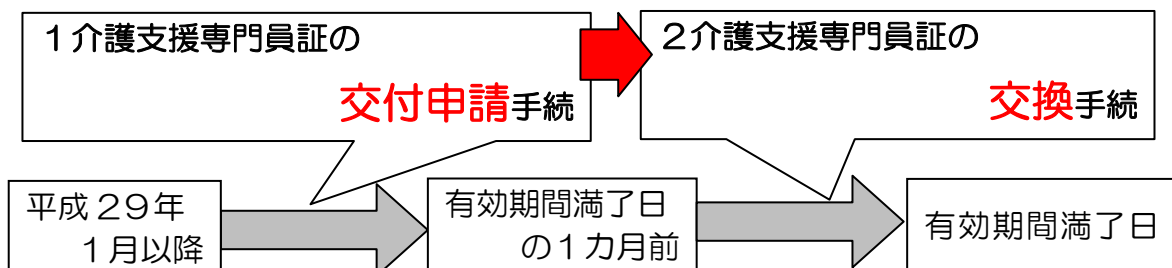 １介護支援専門員証の
交付申請手続
２介護支援専門員証の
交換手続
平成２９年
１月以降
有効期間満了日
の１カ月前
有効期間満了日